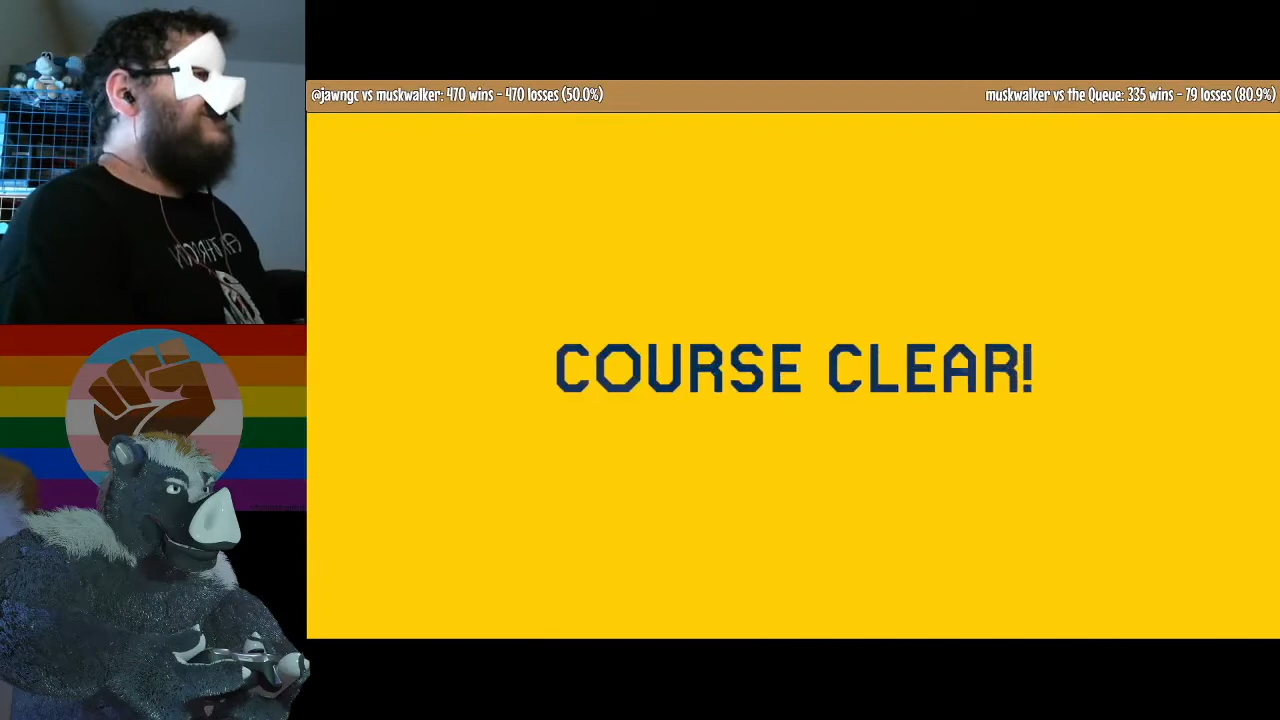 @jawngc vs muskwalker: 470 wins - 470 losses (50.0%)
muskwalker vs the Queue: 335 wins - 79 losses (80.9%)
COURSE CLEAR!